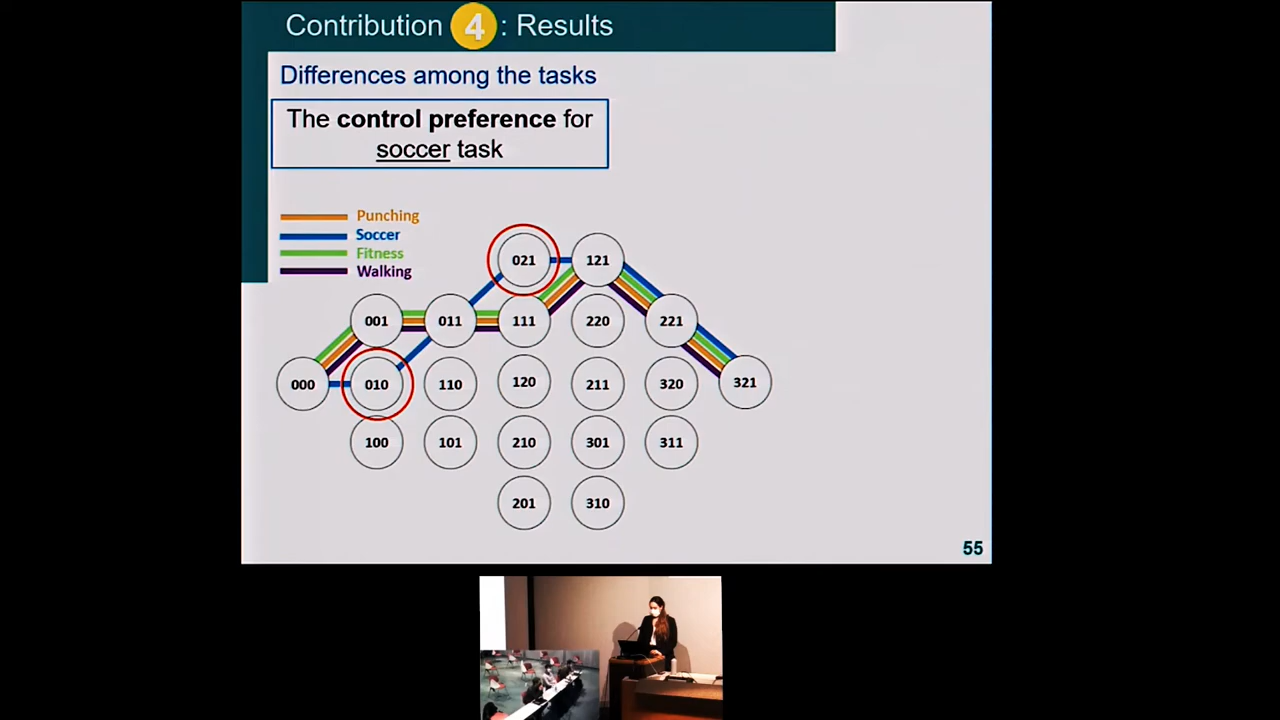 Contribution 4 : Results
Differences among the tasks
The control preference for
soccer task
Punching
Soccer
Fitness
Walking
021 121
001 011 111 220 221
000 010 110 120 211 320 321
100 101 210 301 311
201 310
55